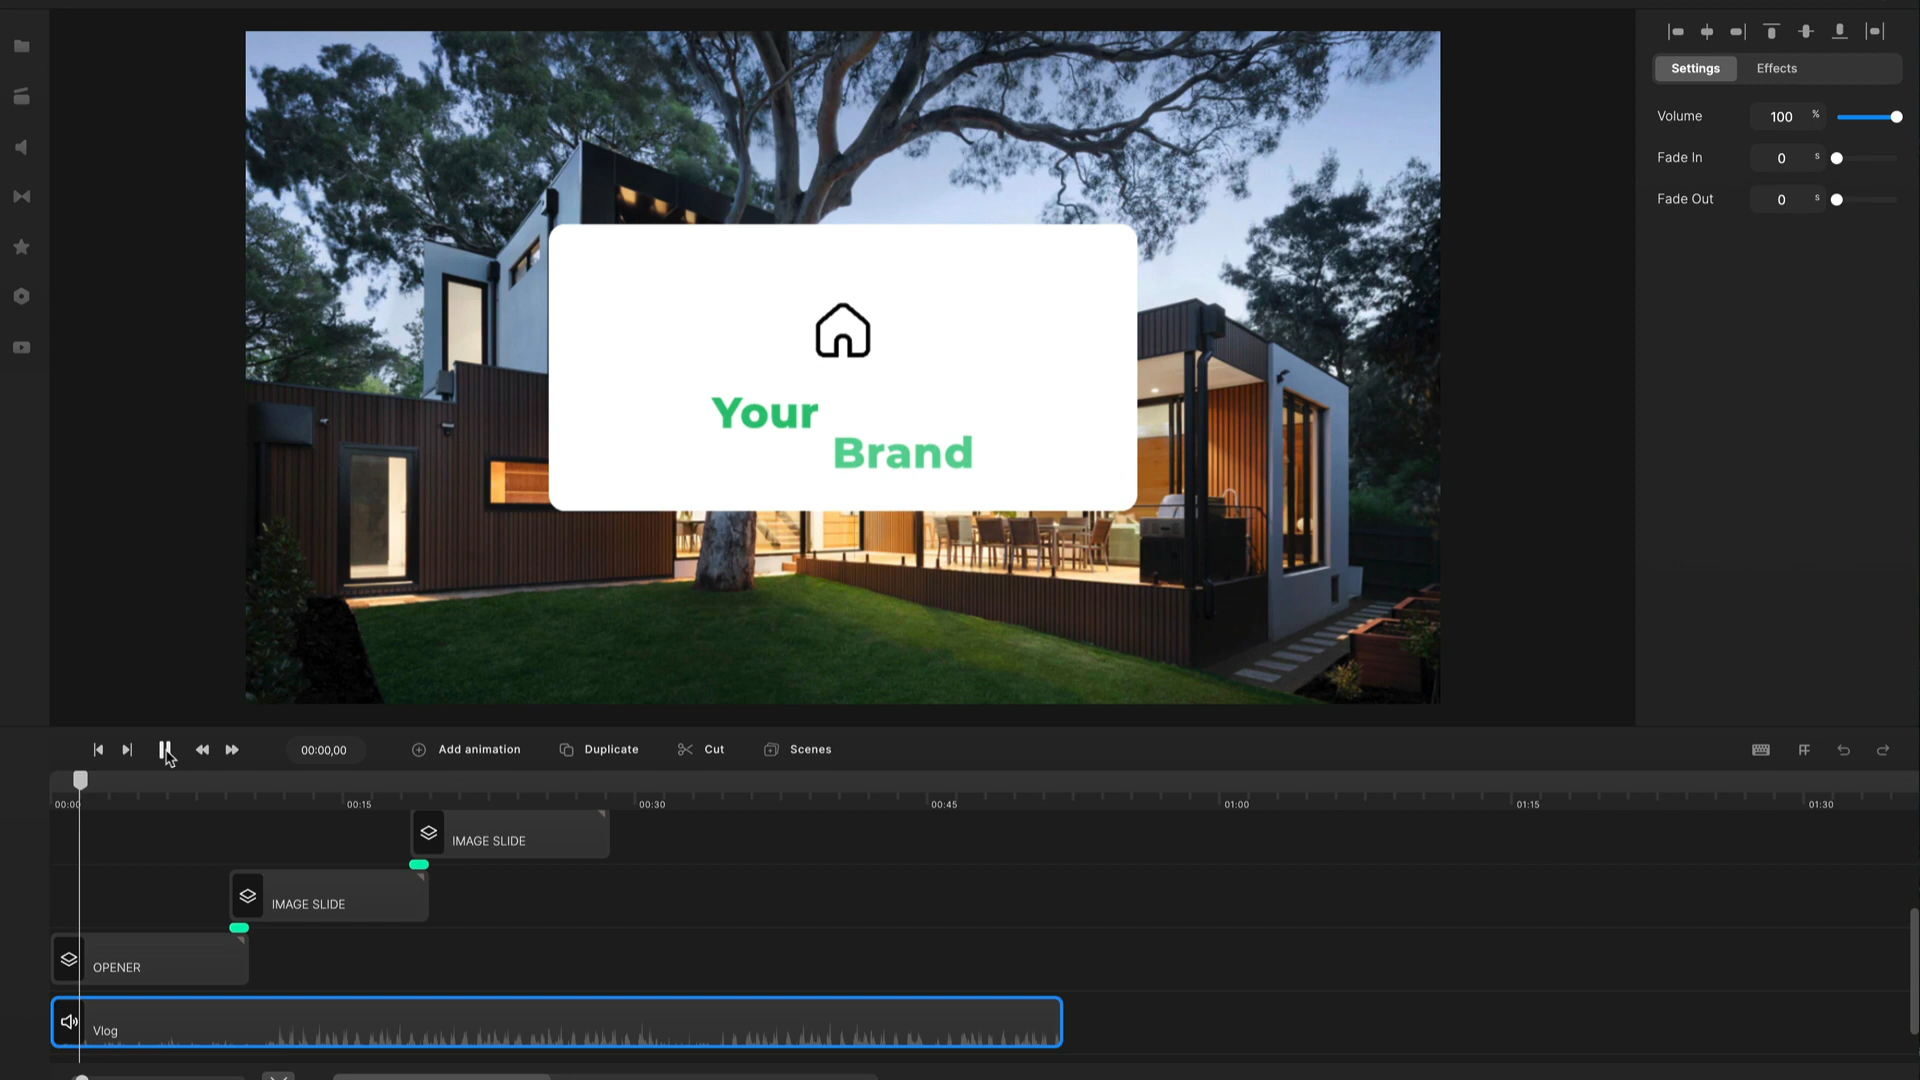 Settings
Effects
Volume
100
%
Fade In
0
s
Fade Out
0
s
Your
Brand
00:00,00
Add animation
Duplicate
Cut
Scenes
00:00
00:15
00:30
00:45
01:00
01:15
01:30
IMAGE SLIDE
IMAGE SLIDE
OPENER
Vlog